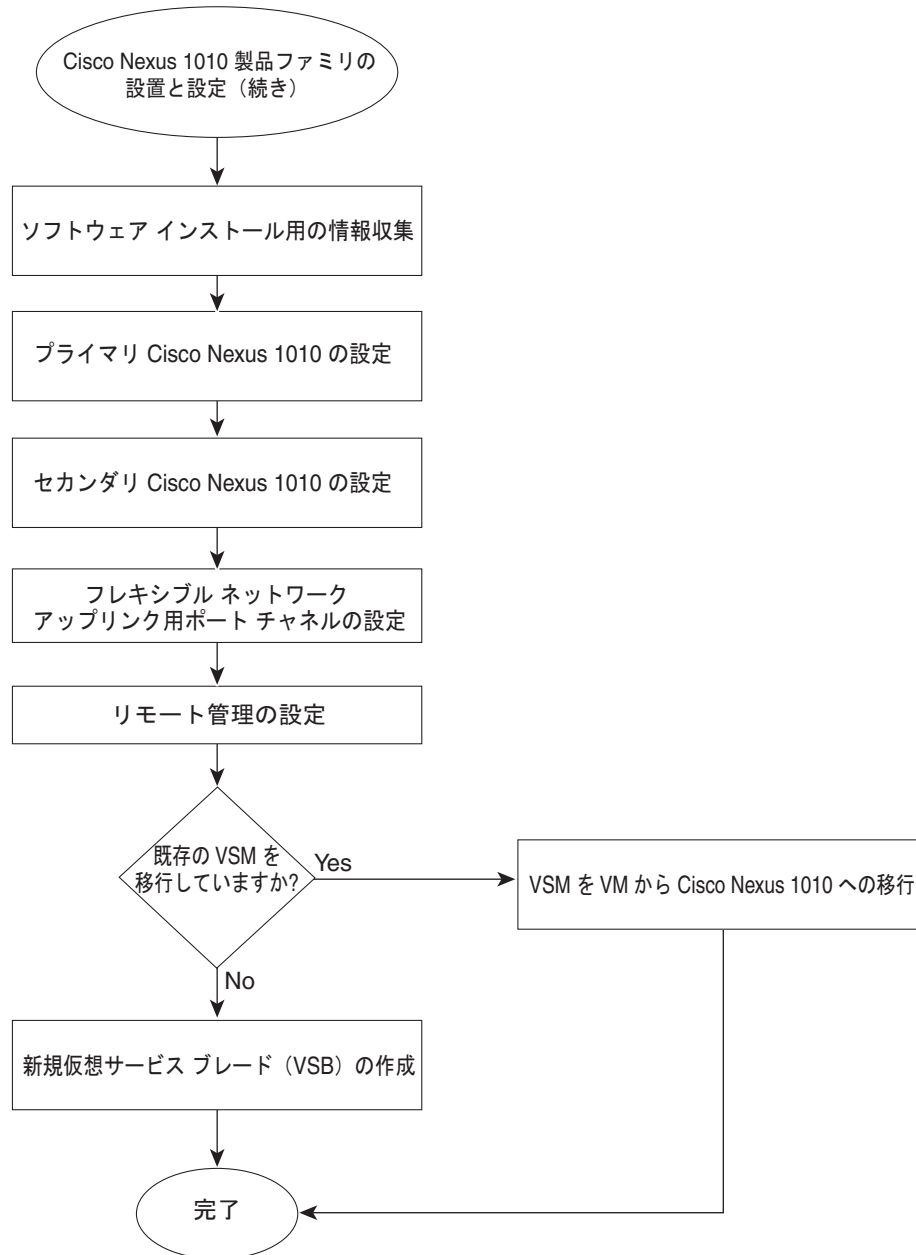 Cisco Nexus 1010 製品ファミリの
設置と設定（続き）
ソフトウェア インストール用の情報収集
プライマリ Cisco Nexus 1010 の設定
セカンダリ Cisco Nexus 1010 の設定
フレキシブル ネットワーク
アップリンク用ポート チャネルの設定
リモート管理の設定
既存の VSM を
移行していますか?
Yes
VSM を VM から Cisco Nexus 1010 への移行
No
新規仮想サービス ブレード（VSB）の作成
完了